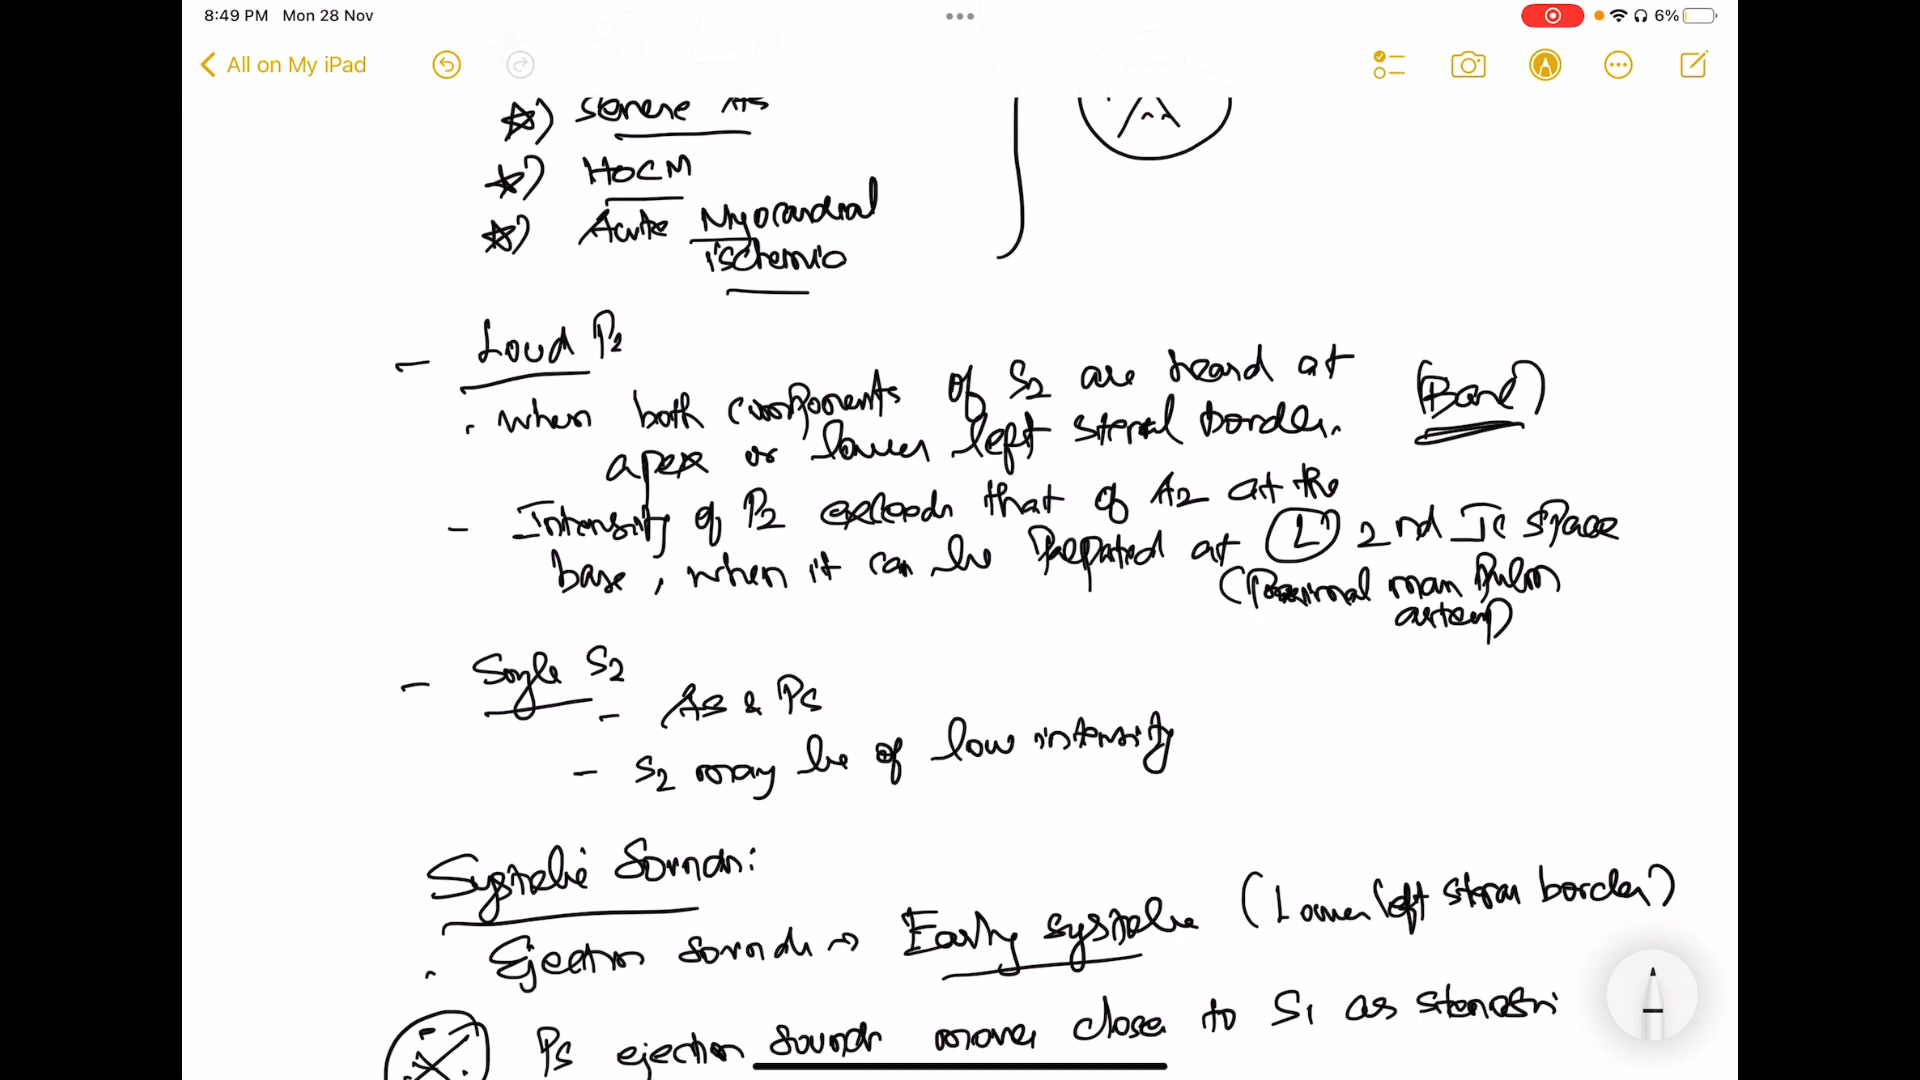 8:49 PM Mon 28 Nov
6%
All on My iPad
*) Severe AS
*) HOCM
*) Acute Myocardial
ischemia
- Loud P2
. when both components of S2 are heard at (Base)
apex or lower left sternal border.
- Intensity of P2 exceeds that of A2 at the
base, when it can be Palpated at (L) 2nd Ic space
(Proximal main Pulm
artery)
- Single S2
- AS & PS
- S2 may be of low intensity
Systolic Sounds:
. Ejection sounds → Early systolic (Lower left stern border)
PS ejection sounds moves close to S1 as stenosis